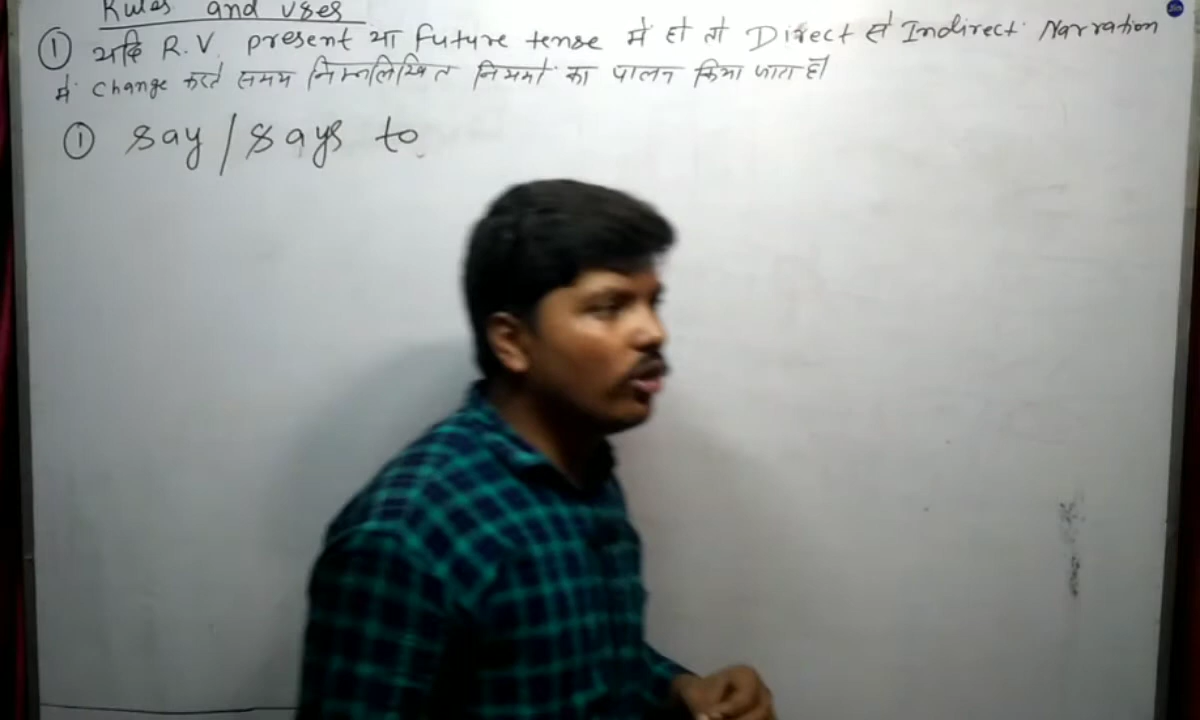 Rules and uses
① यदि R.V. present या future tense में हो तो Direct से Indirect Narration
में change करते समय निम्नलिखित नियमों का पालन किया जाता है।
① say / says to